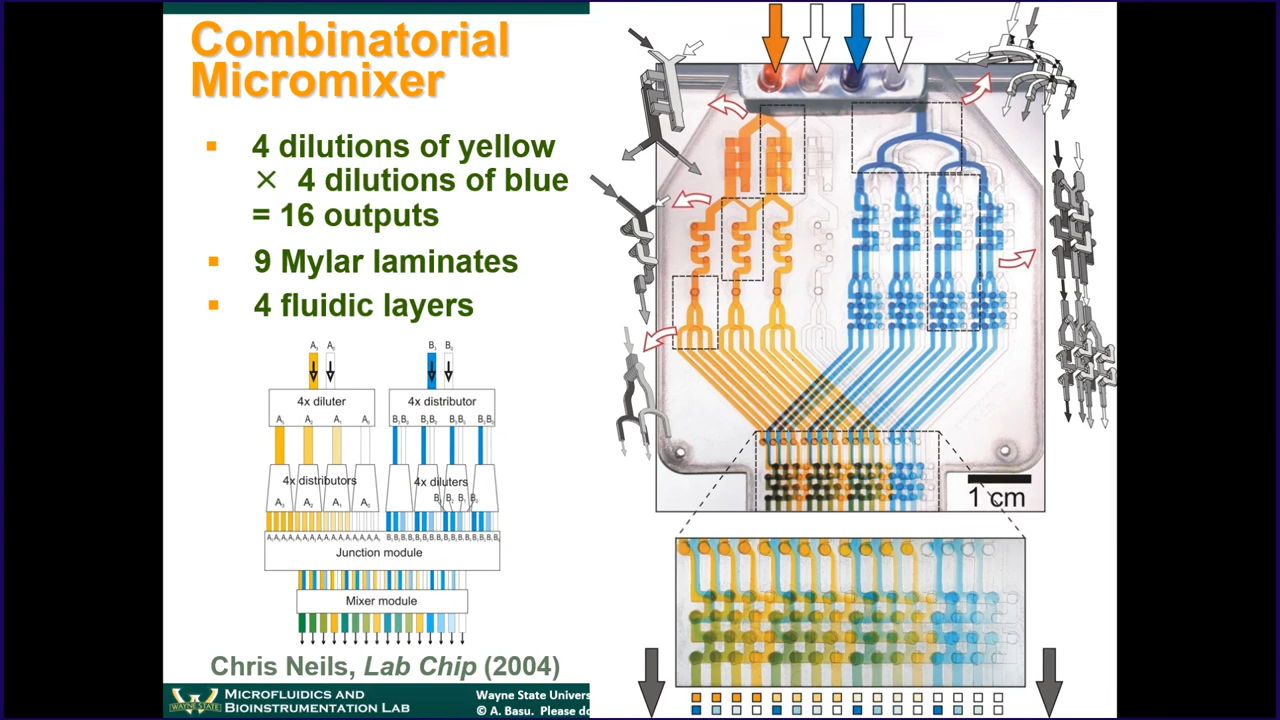 Combinatorial
Micromixer
4 dilutions of yellow
× 4 dilutions of blue
= 16 outputs
9 Mylar laminates
4 fluidic layers
4x diluter
4x distributor
4x distributors
4x diluters
Junction module
Mixer module
Chris Neils, Lab Chip (2004)
WAYNE STATE
MICROFLUIDICS AND
BIOINSTRUMENTATION LAB
Wayne State Univers
© A. Basu. Please do
1 cm